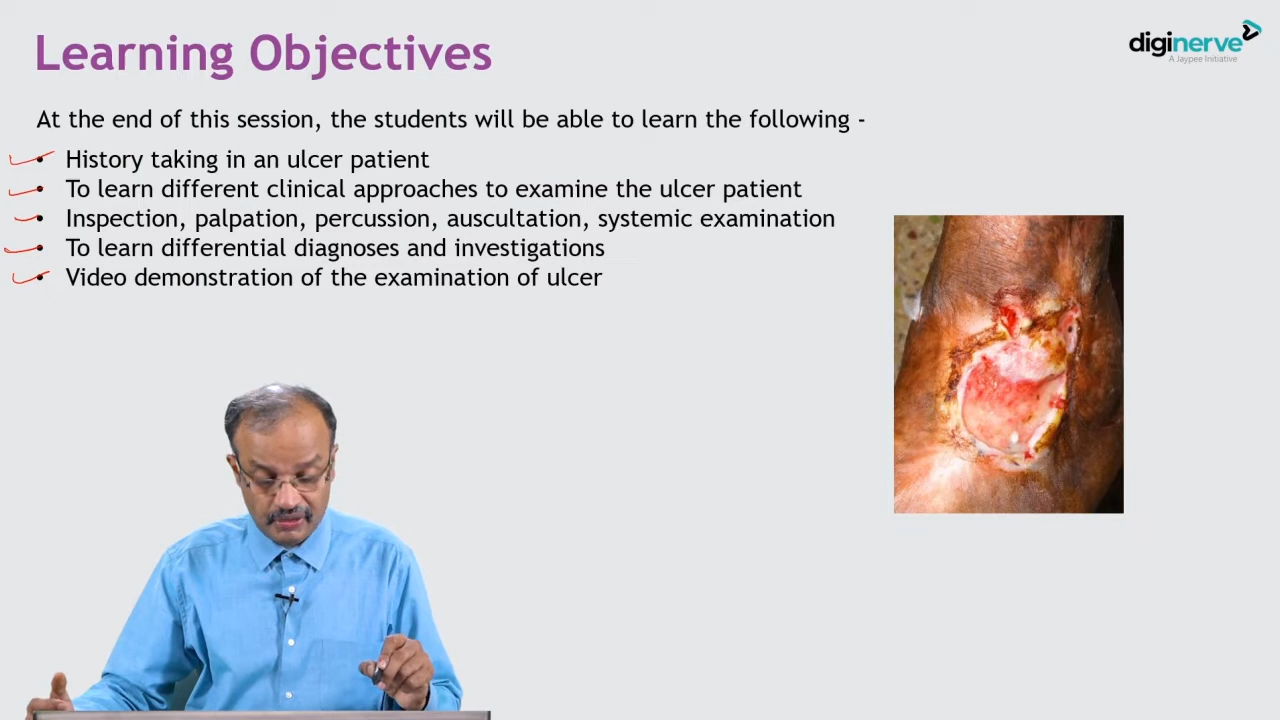 Learning Objectives
diginerve
A Jaypee Initiative
At the end of this session, the students will be able to learn the following -
• History taking in an ulcer patient
• To learn different clinical approaches to examine the ulcer patient
• Inspection, palpation, percussion, auscultation, systemic examination
• To learn differential diagnoses and investigations
• Video demonstration of the examination of ulcer